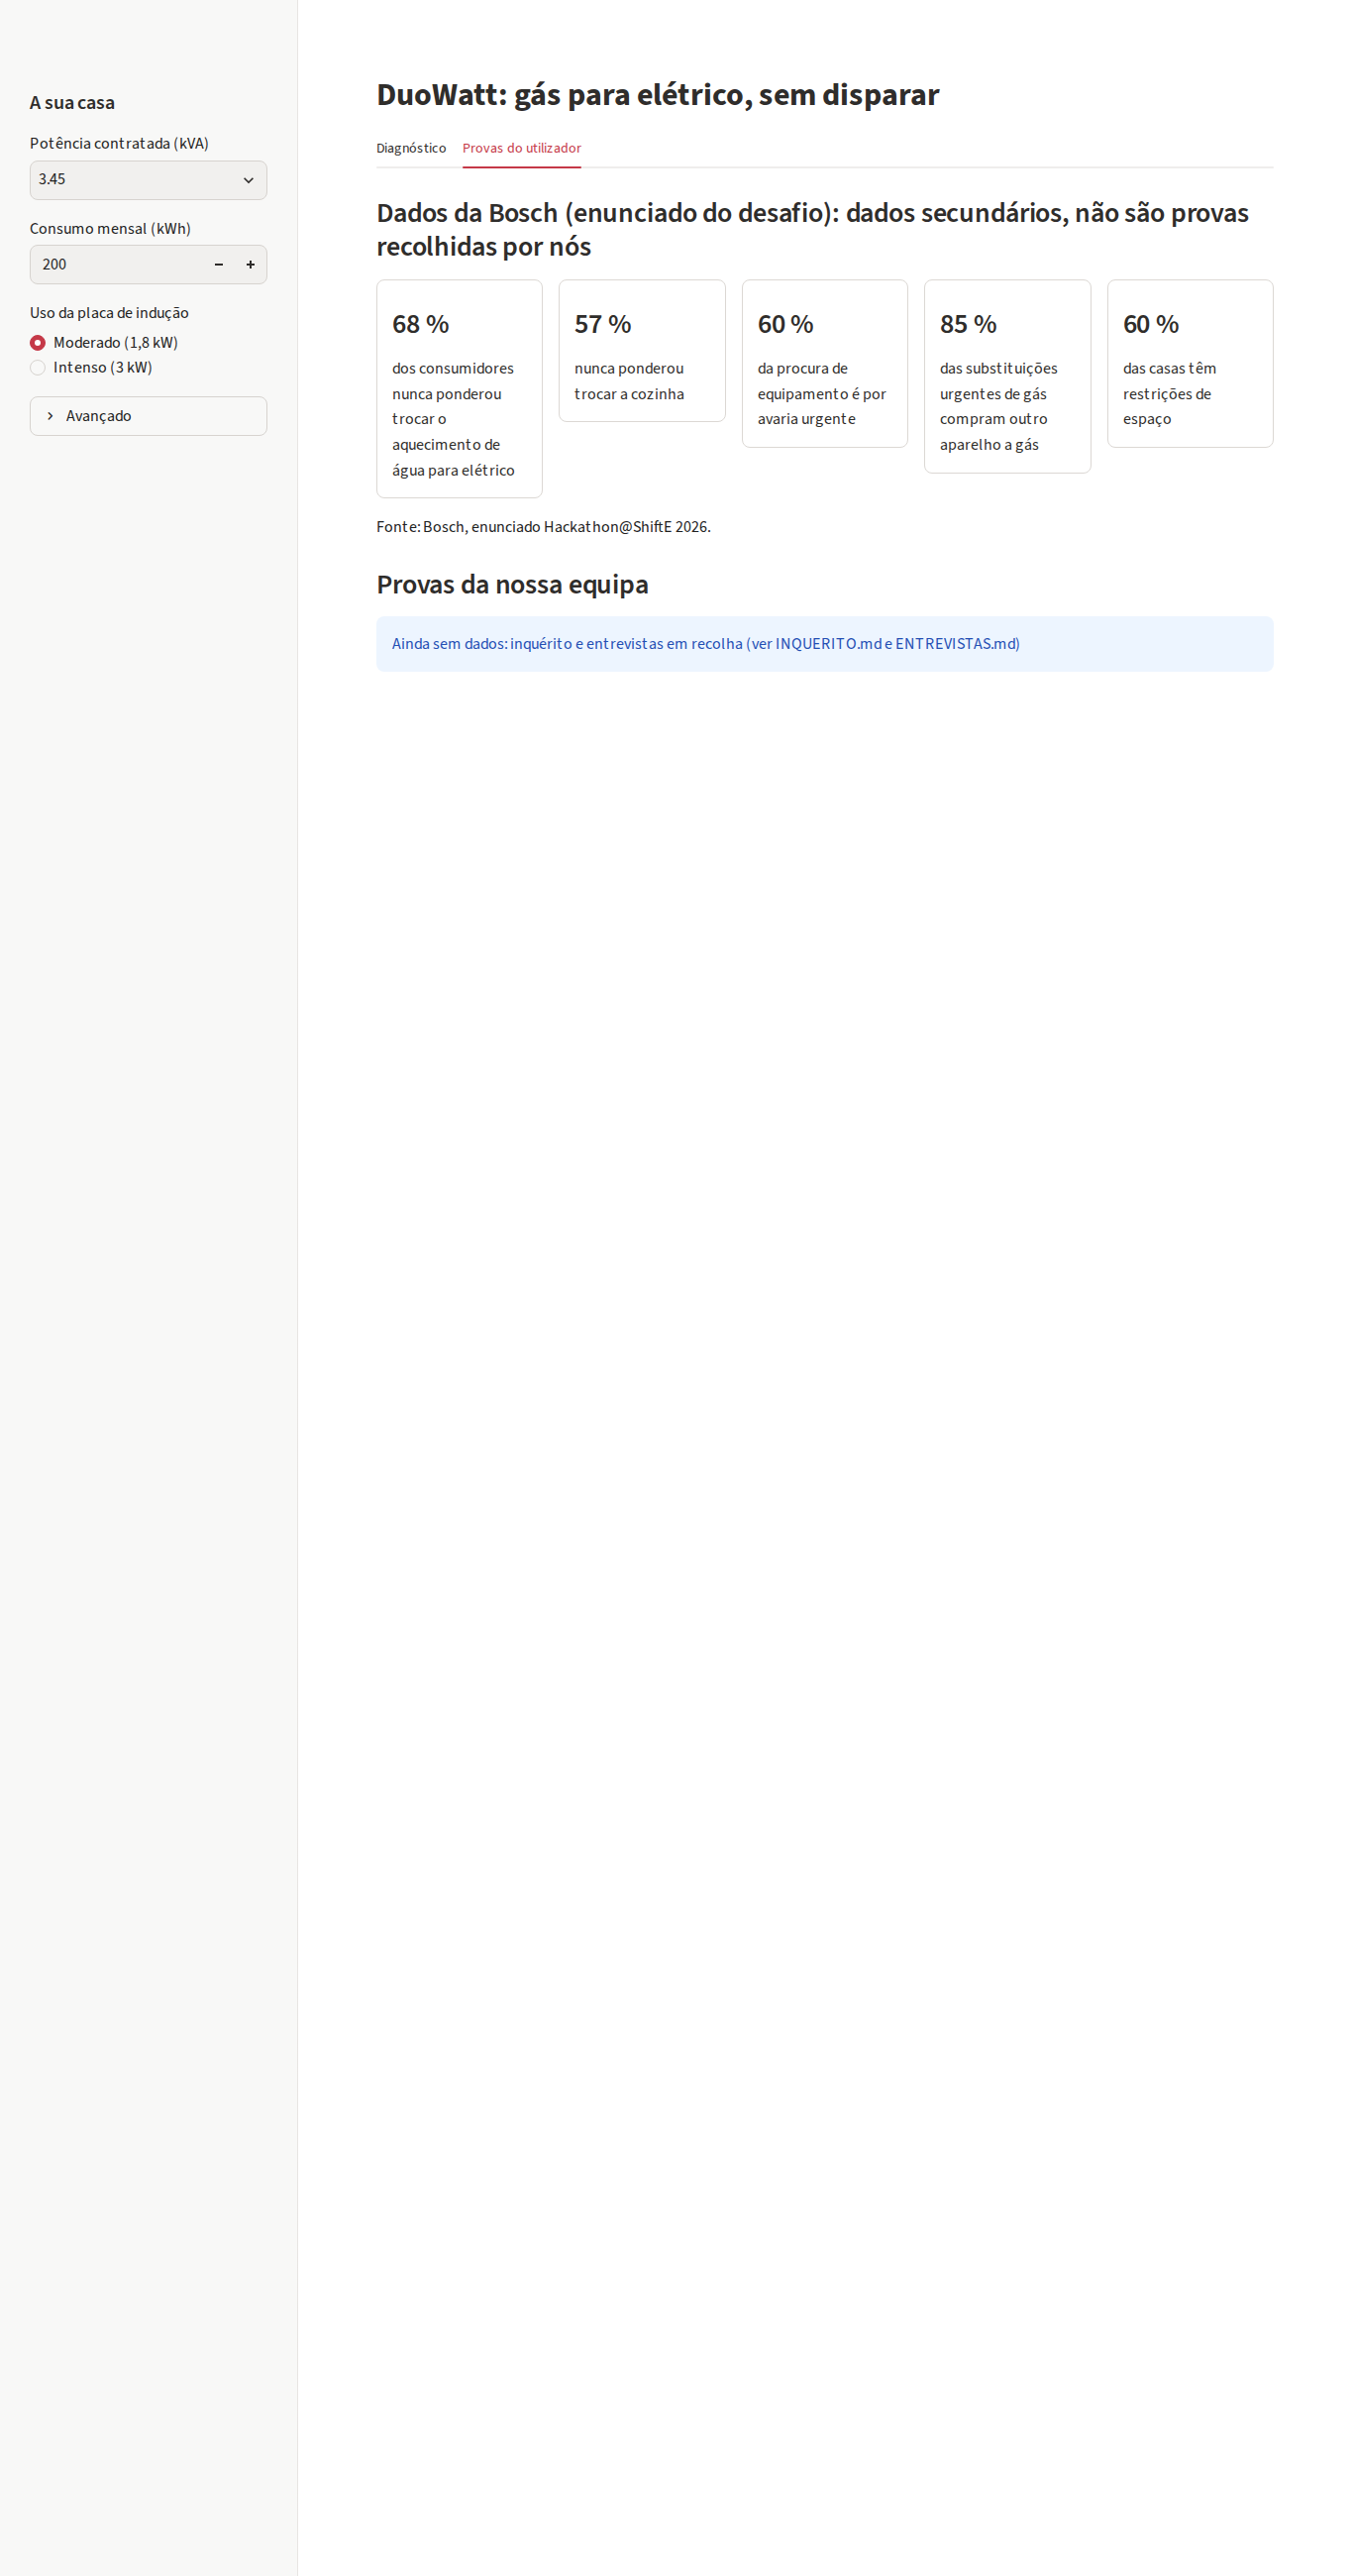 A sua casa
Potência contratada (kVA)
3.45
Consumo mensal (kWh)
200
Uso da placa de indução
Moderado (1,8 kW)
Intenso (3 kW)
Avançado
DuoWatt: gás para elétrico, sem disparar
Diagnóstico
Provas do utilizador
Dados da Bosch (enunciado do desafio): dados secundários, não são provas
recolhidas por nós
68 %
dos consumidores
nunca ponderou
trocar o
aquecimento de
água para elétrico
57 %
nunca ponderou
trocar a cozinha
60 %
da procura de
equipamento é por
avaria urgente
85 %
das substituições
urgentes de gás
compram outro
aparelho a gás
60 %
das casas têm
restrições de
espaço
Fonte: Bosch, enunciado Hackathon@ShiftE 2026.
Provas da nossa equipa
Ainda sem dados: inquérito e entrevistas em recolha (ver INQUERITO.md e ENTREVISTAS.md)